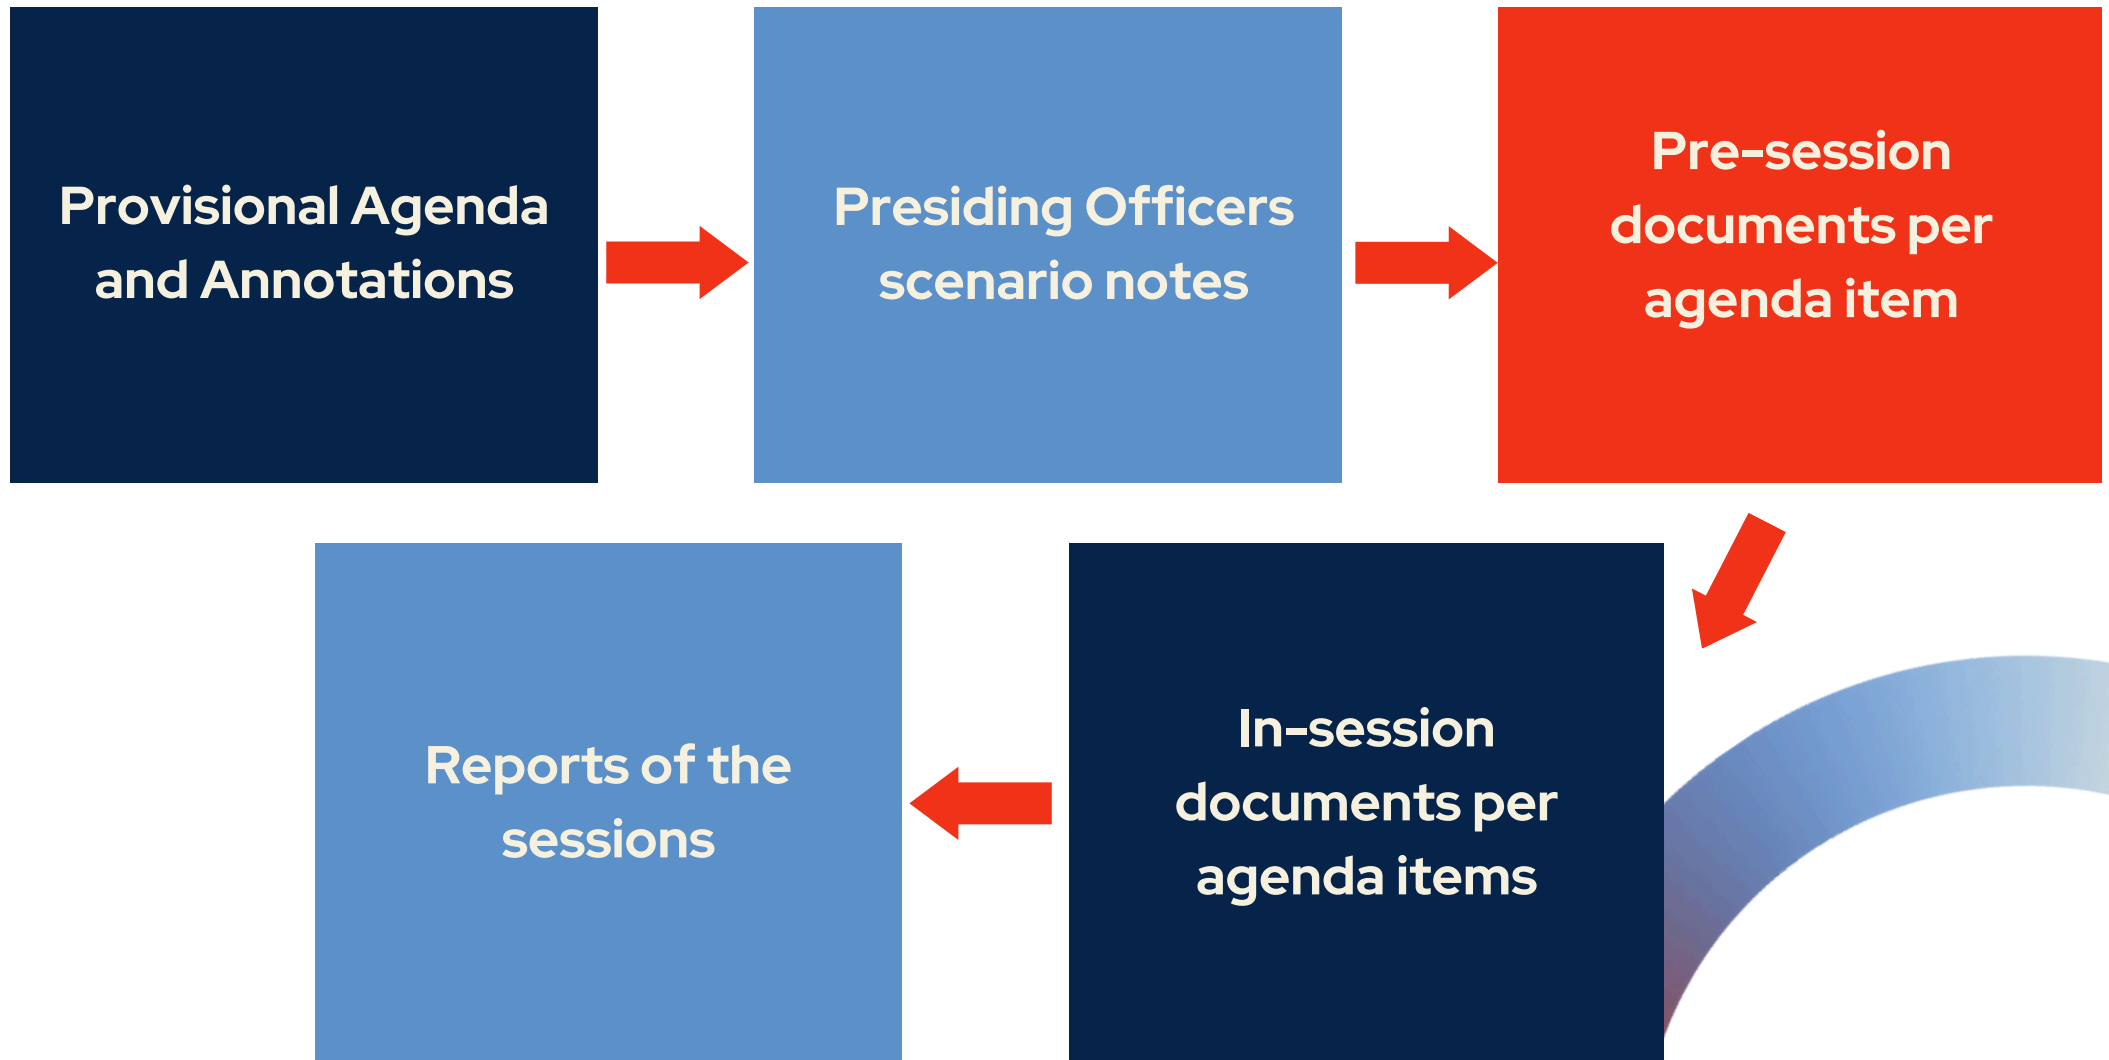 Provisional Agenda
and Annotations
Presiding Officers
scenario notes
Pre-session
documents per
agenda item
In-session
documents per
agenda items
Reports of the
sessions